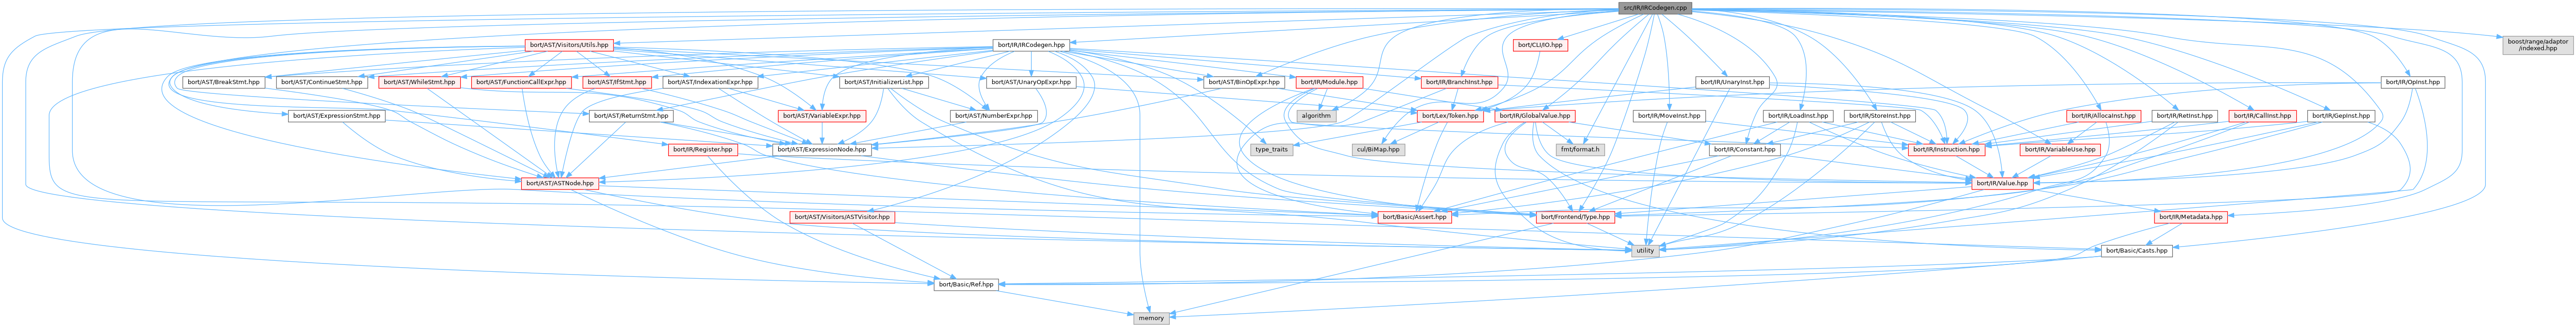 src/IR/IRCodegen.cpp
bort/AST/Visitors/Utils.hpp
bort/IR/IRCodegen.hpp
bort/CLI/IO.hpp
boost/range/adaptor
/indexed.hpp
bort/AST/BreakStmt.hpp
bort/AST/ContinueStmt.hpp
bort/AST/WhileStmt.hpp
bort/AST/FunctionCallExpr.hpp
bort/AST/IfStmt.hpp
bort/AST/IndexationExpr.hpp
bort/AST/InitializerList.hpp
bort/AST/UnaryOpExpr.hpp
bort/AST/BinOpExpr.hpp
bort/IR/Module.hpp
bort/IR/BranchInst.hpp
bort/IR/UnaryInst.hpp
bort/IR/OpInst.hpp
bort/AST/ExpressionStmt.hpp
bort/AST/ReturnStmt.hpp
bort/AST/VariableExpr.hpp
bort/AST/NumberExpr.hpp
algorithm
bort/Lex/Token.hpp
bort/IR/GlobalValue.hpp
bort/IR/MoveInst.hpp
bort/IR/LoadInst.hpp
bort/IR/StoreInst.hpp
bort/IR/AllocaInst.hpp
bort/IR/RetInst.hpp
bort/IR/CallInst.hpp
bort/IR/GepInst.hpp
bort/IR/Register.hpp
bort/AST/ExpressionNode.hpp
type_traits
cul/BiMap.hpp
fmt/format.h
bort/IR/Constant.hpp
bort/IR/Instruction.hpp
bort/IR/VariableUse.hpp
bort/AST/ASTNode.hpp
bort/IR/Value.hpp
bort/AST/Visitors/ASTVisitor.hpp
bort/Basic/Assert.hpp
bort/Frontend/Type.hpp
bort/IR/Metadata.hpp
utility
bort/Basic/Casts.hpp
bort/Basic/Ref.hpp
memory